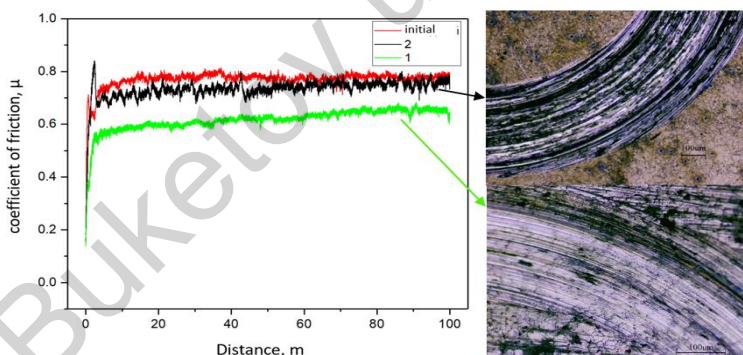 coefficient of friction, μ
1.0
0.8
0.6
0.4
0.2
0.0
initial i
2
1
0 20 40 60 80 100
Distance, m
100um
100um
Buketov u